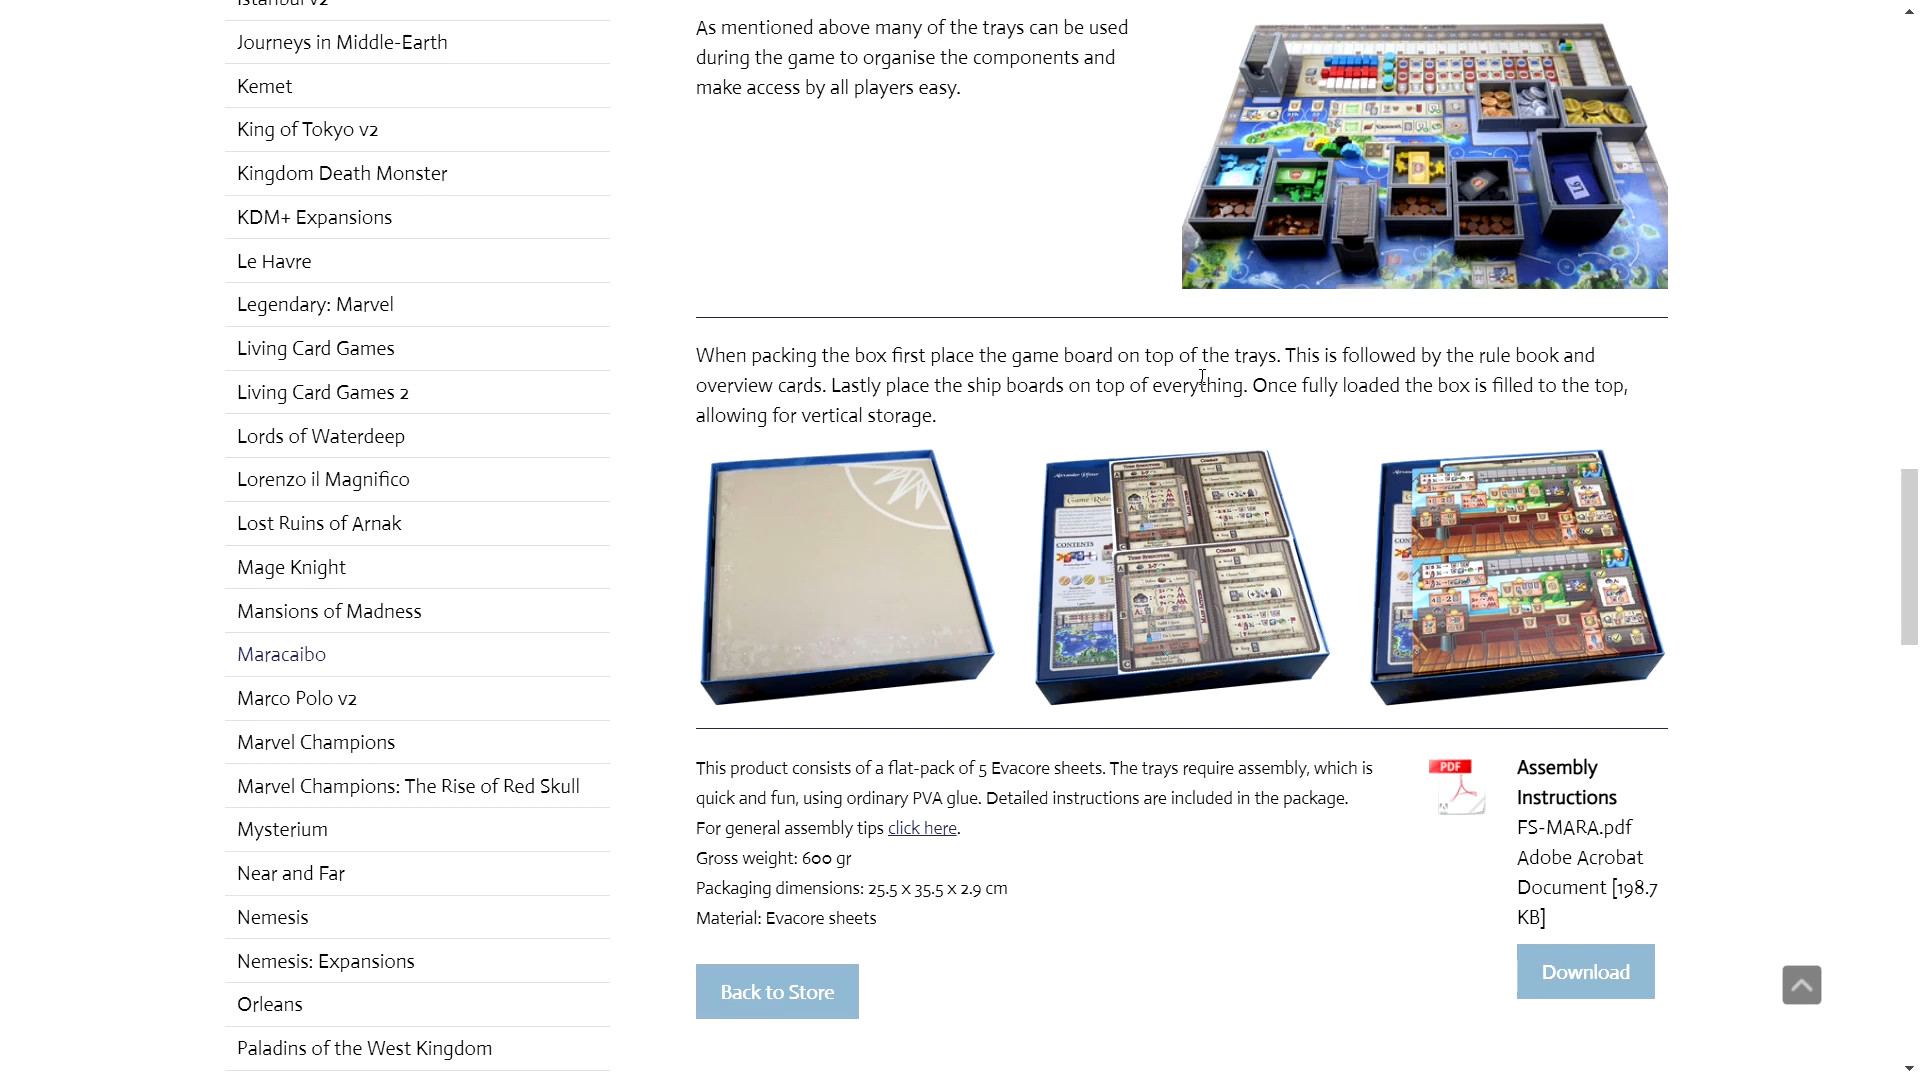 Istanbul v2
Journeys in Middle-Earth
Kemet
King of Tokyo v2
Kingdom Death Monster
KDM+ Expansions
Le Havre
Legendary: Marvel
Living Card Games
Living Card Games 2
Lords of Waterdeep
Lorenzo il Magnifico
Lost Ruins of Arnak
Mage Knight
Mansions of Madness
Maracaibo
Marco Polo v2
Marvel Champions
Marvel Champions: The Rise of Red Skull
Mysterium
Near and Far
Nemesis
Nemesis: Expansions
Orleans
Paladins of the West Kingdom
As mentioned above many of the trays can be used
during the game to organise the components and
make access by all players easy.
16
When packing the box first place the game board on top of the trays. This is followed by the rule book and
overview cards. Lastly place the ship boards on top of everything. Once fully loaded the box is filled to the top,
allowing for vertical storage.
Combat
CONTENTS
Combat
This product consists of a flat-pack of 5 Evacore sheets. The trays require assembly, which is
quick and fun, using ordinary PVA glue. Detailed instructions are included in the package.
For general assembly tips click here.
Gross weight: 600 gr
Packaging dimensions: 25.5 x 35.5 x 2.9 cm
Material: Evacore sheets
Back to Store
PDF
Assembly
Instructions
FS-MARA.pdf
Adobe Acrobat
Document [198.7
KB]
Download